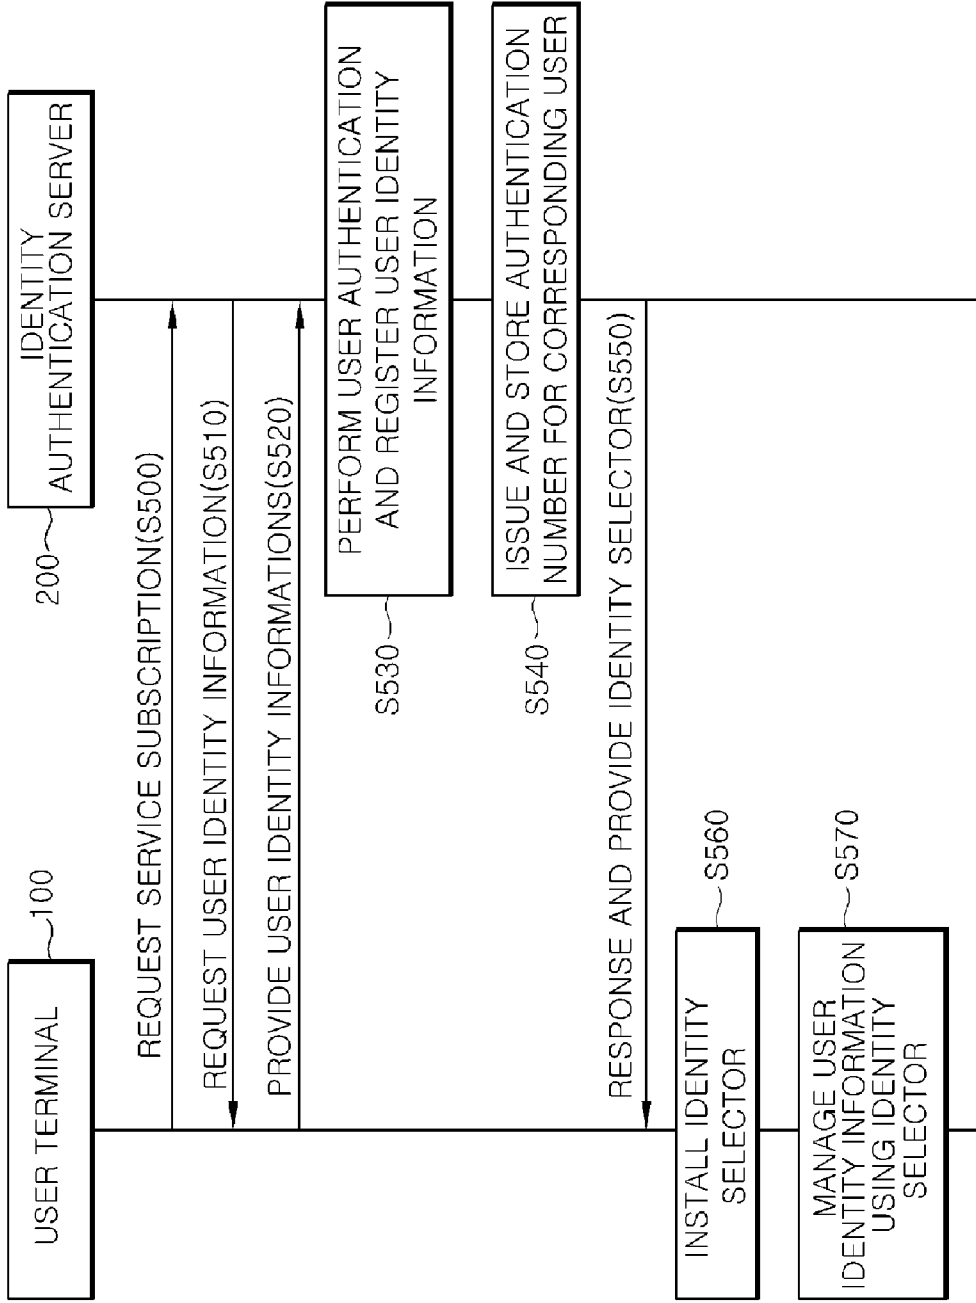 USER TERMINAL
100
IDENTITY
AUTHENTICATION SERVER
200
REQUEST SERVICE SUBSCRIPTION(S500)
REQUEST USER IDENTITY INFORMATION(S510)
PROVIDE USER IDENTITY INFORMATIONS(S520)
PERFORM USER AUTHENTICATION
AND REGISTER USER IDENTITY
INFORMATION
S530
ISSUE AND STORE AUTHENTICATION
NUMBER FOR CORRESPONDING USER
S540
RESPONSE AND PROVIDE IDENTITY SELECTOR(S550)
INSTALL IDENTITY
SELECTOR
S560
MANAGE USER
IDENTITY INFORMATION
USING IDENTITY
SELECTOR
S570